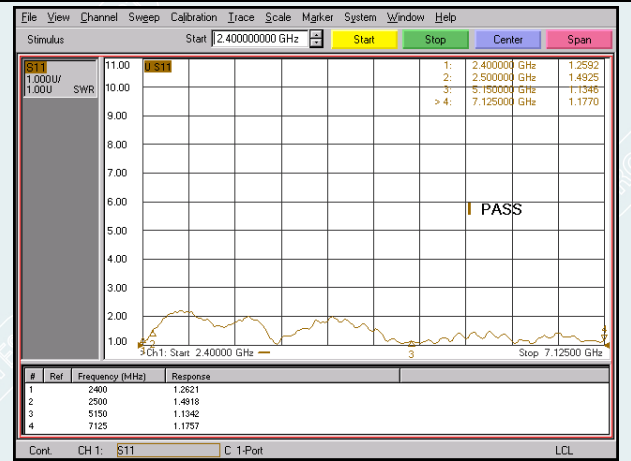 File View Channel Sweep Calibration Trace Scale Marker System Window Help
Stimulus Start 2.400000000 GHz Start Stop Center Span
S11
1.000U/
1.00U SWR
U S11
1: 2.400000 GHz 1.2592
2: 2.500000 GHz 1.4925
3: 5.150000 GHz 1.1346
> 4: 7.125000 GHz 1.1770
11.00
10.00
9.00
8.00
7.00
6.00
5.00
4.00
3.00
2.00
1.00
PASS
2
3
4
>Ch1: Start 2.40000 GHz
Stop 7.12500 GHz
# Ref Frequency (MHz) Response
1 2400 1.2621
2 2500 1.4918
3 5150 1.1342
4 7125 1.1757
Cont. CH 1: S11 C 1-Port LCL